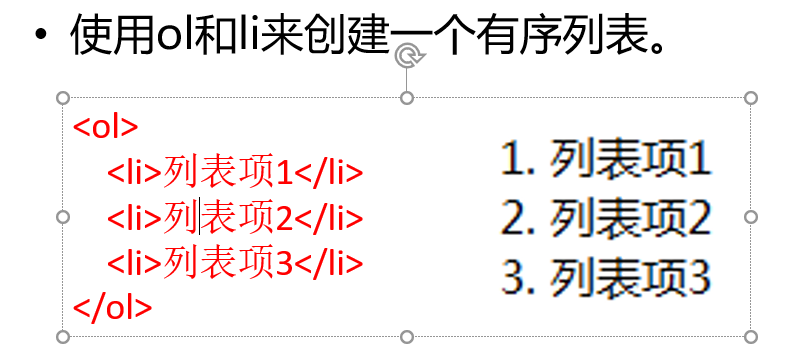 • 使用ol和li来创建一个有序列表。
<ol>
<li>列表项1</li>
<li>列表项2</li>
<li>列表项3</li>
</ol>
1. 列表项1
2. 列表项2
3. 列表项3